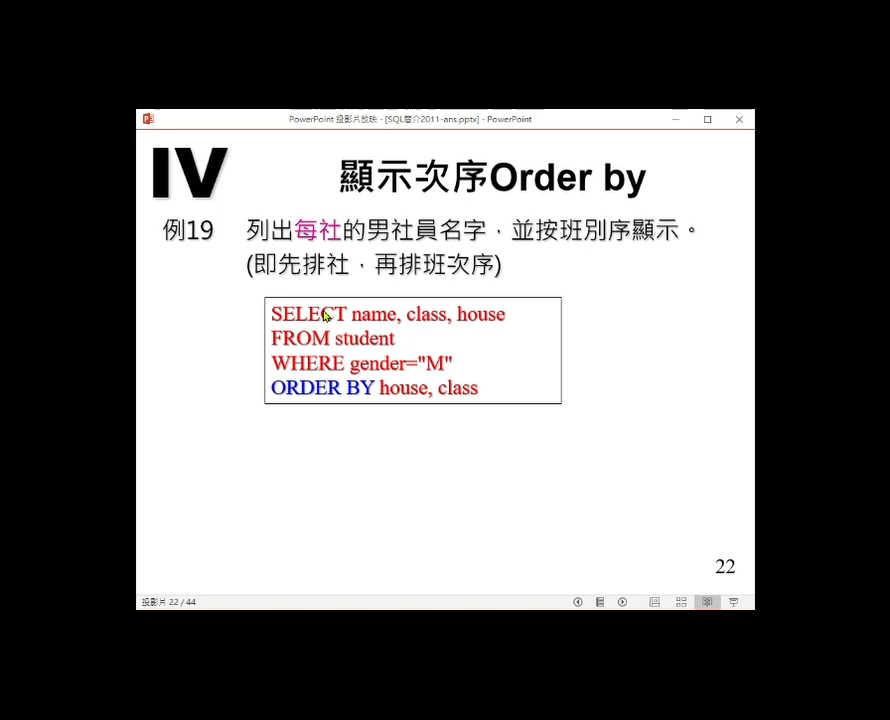 PowerPoint 投影片放映 - [SQL簡介2011-ans.pptx] - PowerPoint
IV
顯示次序Order by
例19 列出每社的男社員名字，並按班別序顯示。
(即先排社，再排班次序)
SELECT name, class, house
FROM student
WHERE gender="M"
ORDER BY house, class
22
投影片 22 / 44